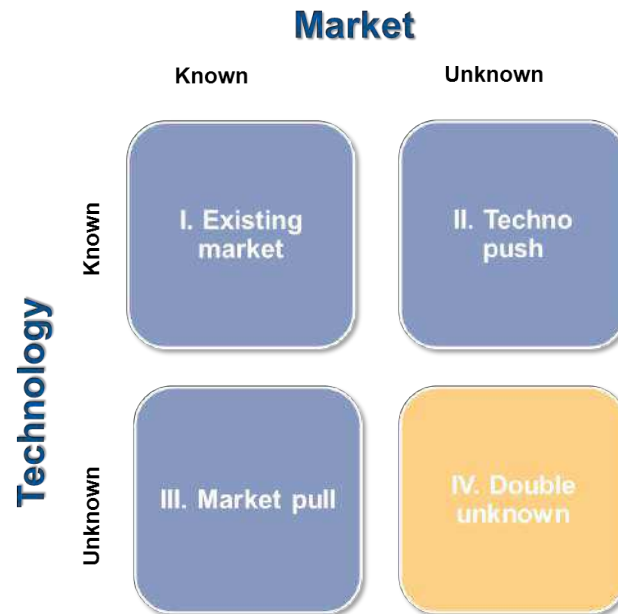 Market
Known
Unknown
Technology
Known
I. Existing
market
II. Techno
push
Unknown
III. Market pull
IV. Double
unknown